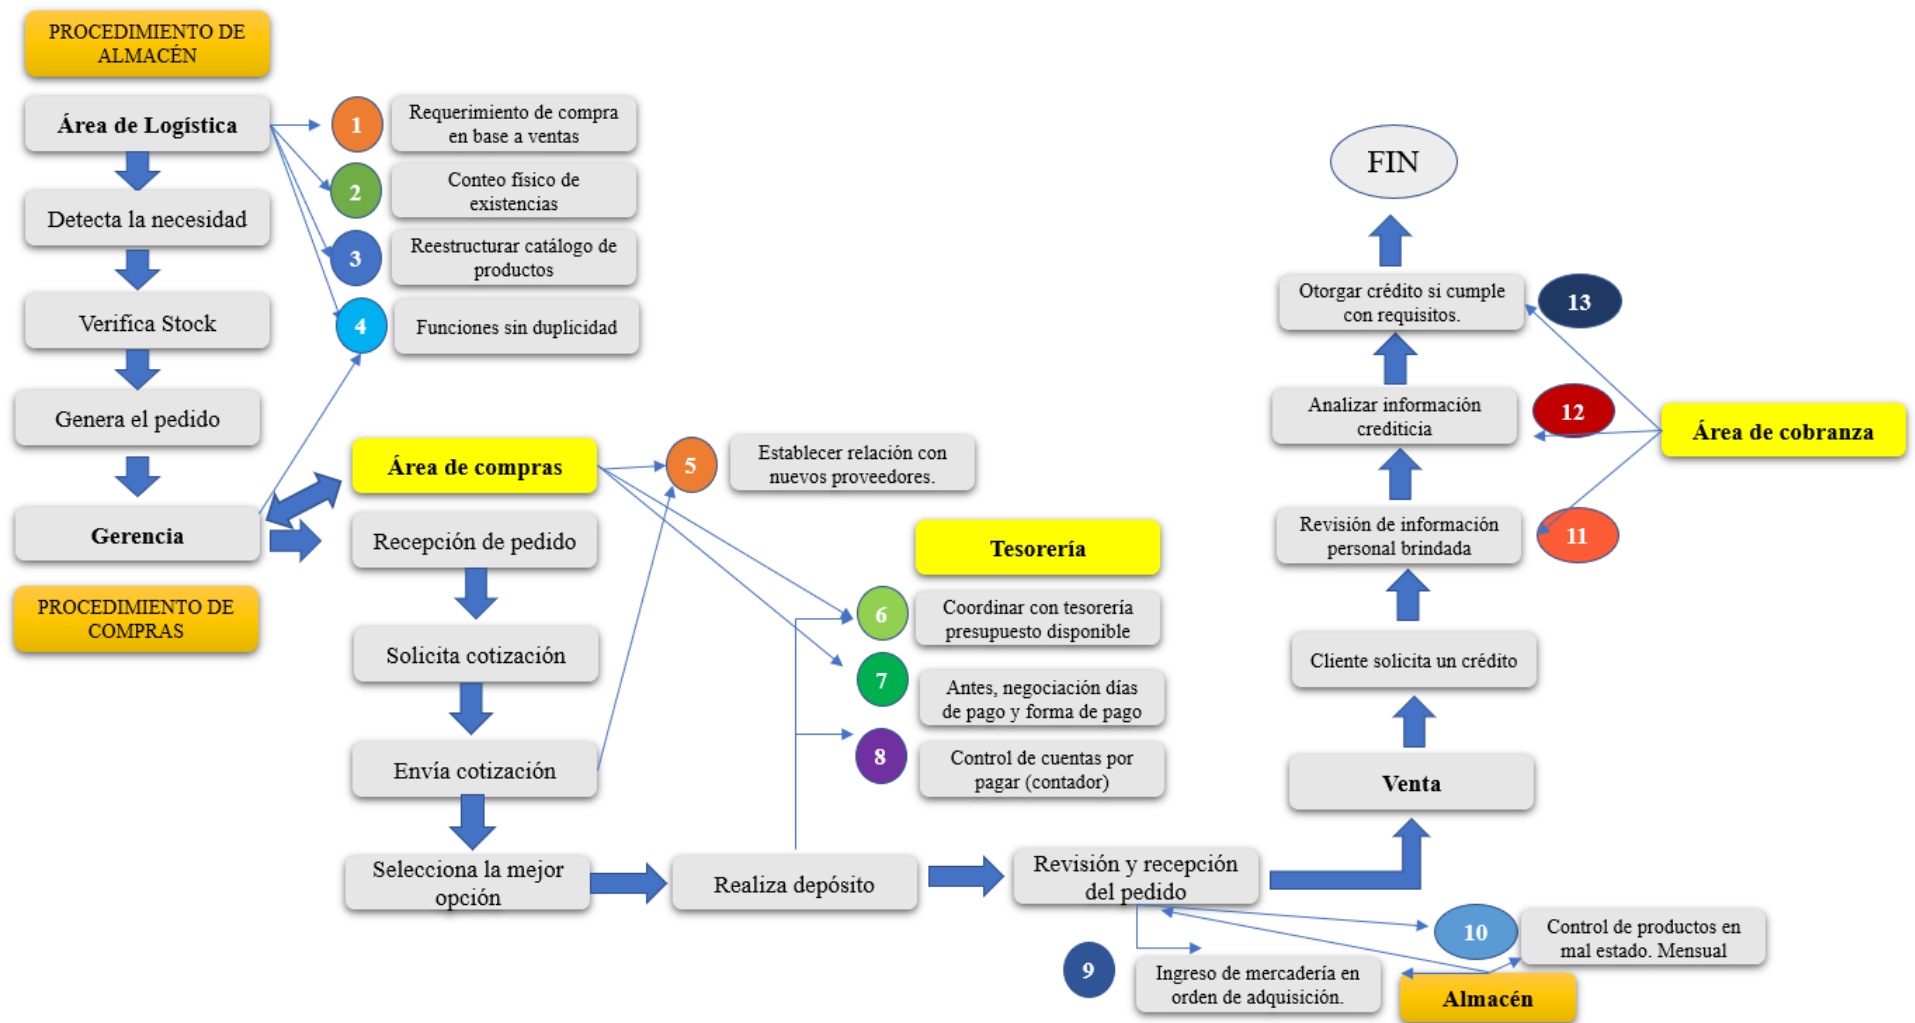 PROCEDIMIENTO DE
ALMACÉN
Área de Logística
1
Requerimiento de compra
en base a ventas
2
Conteo físico de
existencias
Detecta la necesidad
3
Reestructurar catálogo de
productos
Verifica Stock
4
Funciones sin duplicidad
Genera el pedido
Gerencia
PROCEDIMIENTO DE
COMPRAS
Área de compras
5
Establecer relación con
nuevos proveedores.
Recepción de pedido
Solicita cotización
Envía cotización
Selecciona la mejor
opción
Tesorería
6
Coordinar con tesorería
presupuesto disponible
7
Antes, negociación días
de pago y forma de pago
8
Control de cuentas por
pagar (contador)
Realiza depósito
Revisión y recepción
del pedido
9
Ingreso de mercadería en
orden de adquisición.
10
Control de productos en
mal estado. Mensual
Almacén
Venta
Cliente solicita un crédito
Revisión de información
personal brindada
11
Analizar información
crediticia
12
Área de cobranza
Otorgar crédito si cumple
con requisitos.
13
FIN